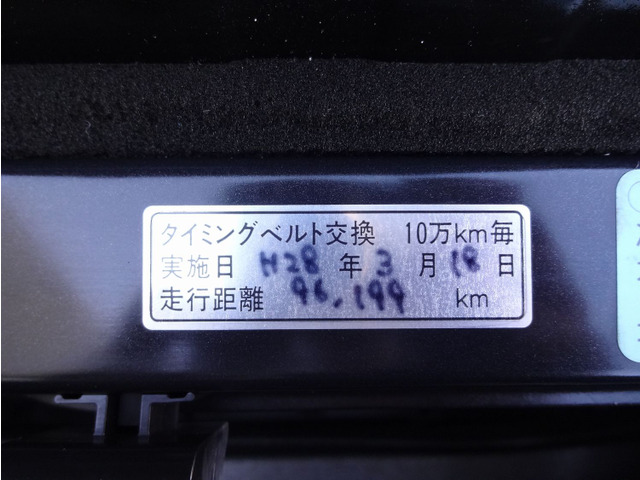 タイミングベルト交換 10万km毎
実施日 H28 年 3 月 18 日
走行距離 96,199 km